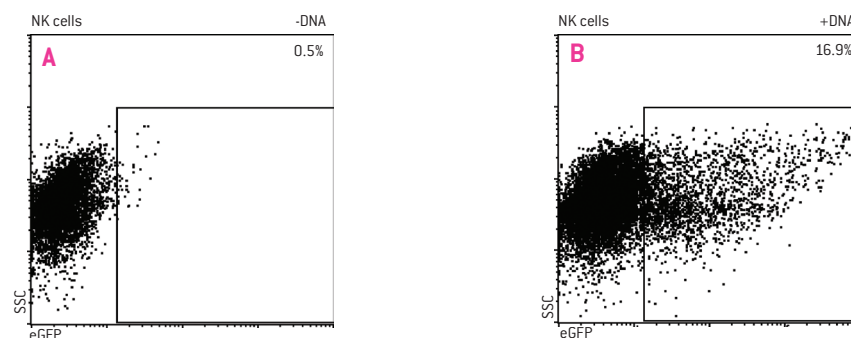 NK cells -DNA
A 0.5%
SSC
eGFP
NK cells +DNA
B 16.9%
SSC
eGFP